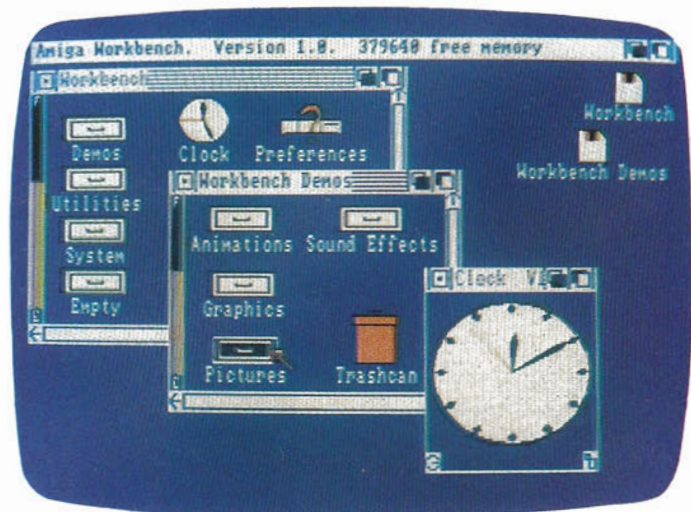 Amiga Workbench.  Version 1.0.  379640 free memory
Workbench
Demos
Clock
Preferences
Utilities
System
Empty
Workbench Demos
Animations
Sound Effects
Graphics
Pictures
Trashcan
Clock V1
Workbench
Workbench Demos